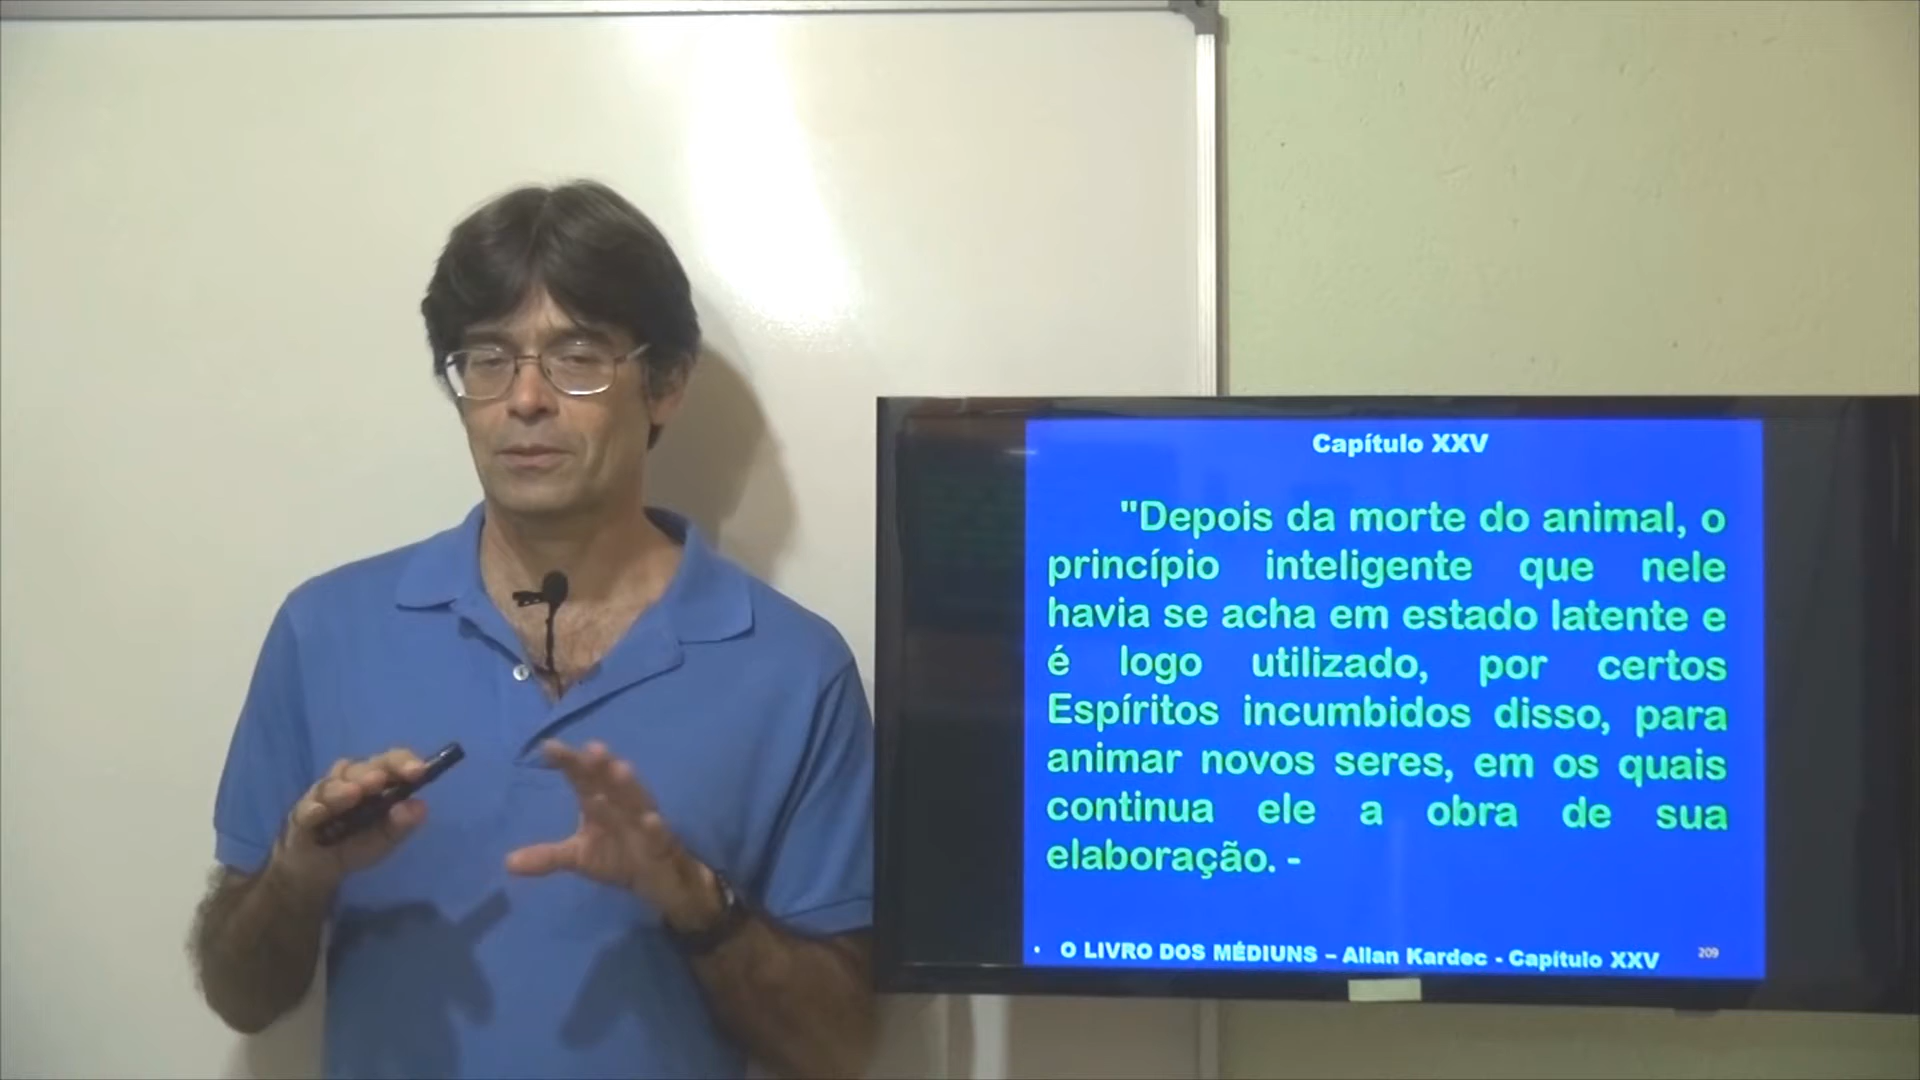 Capítulo XXV
"Depois da morte do animal, o
princípio inteligente que nele
havia se acha em estado latente e
é logo utilizado, por certos
Espíritos incumbidos disso, para
animar novos seres, em os quais
continua ele a obra de sua
elaboração. -
• O LIVRO DOS MÉDIUNS – Allan Kardec - Capítulo XXV
209